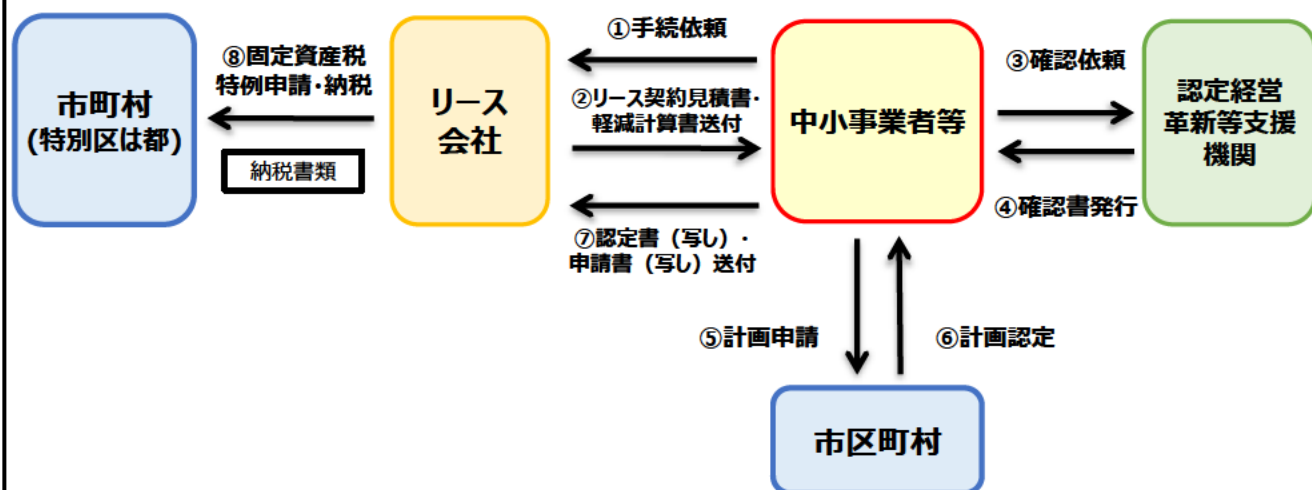 ①手続依頼
⑧固定資産税
特例申請・納税
市町村
(特別区は都)
納税書類
リース
会社
②リース契約見積書・
軽減計算書送付
中小事業者等
③確認依頼
認定経営
革新等支援
機関
④確認書発行
⑦認定書（写し）・
申請書（写し）送付
⑤計画申請
⑥計画認定
市区町村